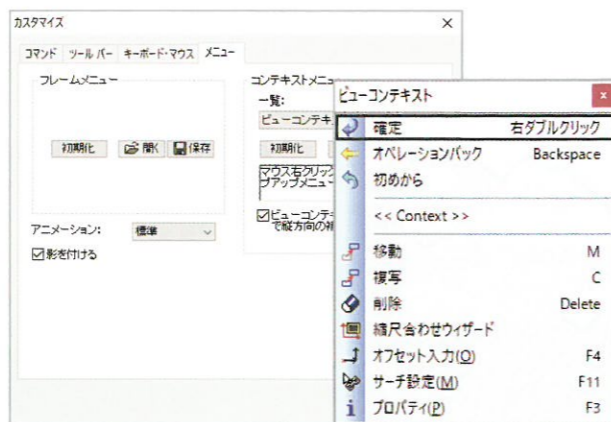 カスタマイズ
コマンド ツール バー キーボード・マウス メニュー
フレームメニュー
初期化 開く 保存
アニメーション: 標準
影を付ける
コンテキストメニュー
一覧:
ビューコンテキ
初期化
マウス右クリック
プアップメニュー
ビューコンテキ
で縦方向の補
ビューコンテキスト
確定 右ダブルクリック
オペレーションバック Backspace
初めから
<< Context >>
移動 M
複写 C
削除 Delete
縮尺合わせウィザード
オフセット入力(O) F4
サーチ設定(M) F11
プロパティ(P) F3